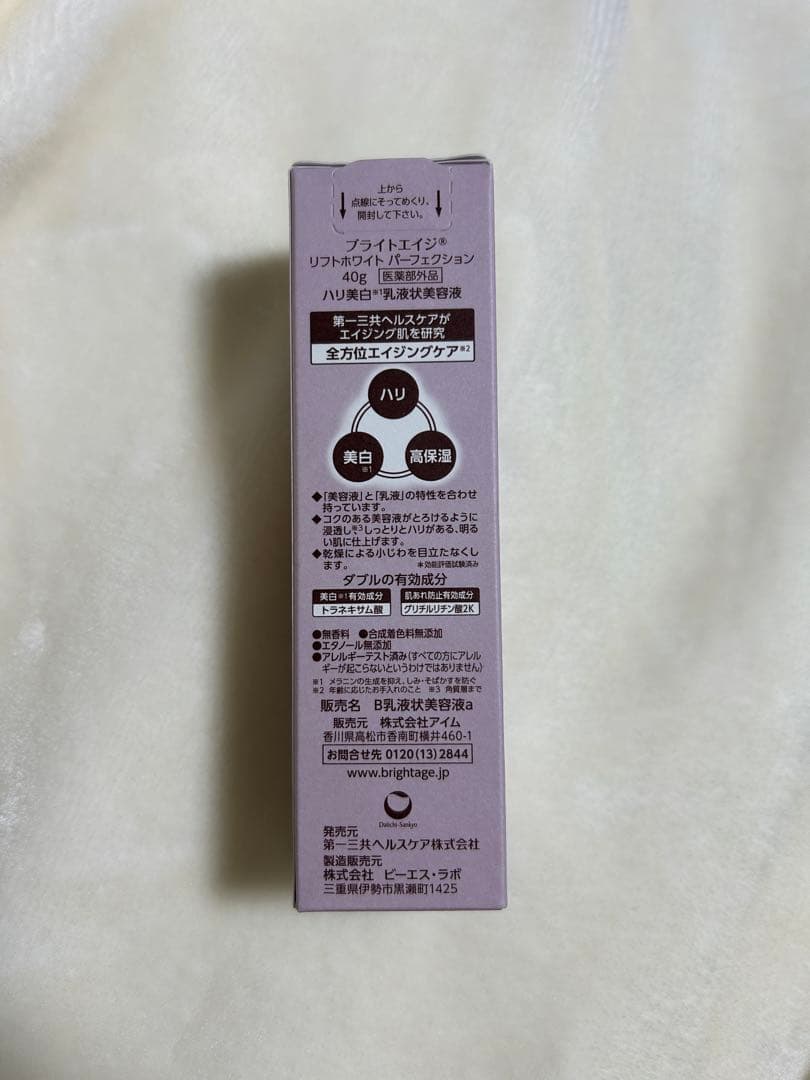 上から
点線にそってめくり、
開封して下さい。
ブライトエイジ®
リフトホワイト パーフェクション
40g 医薬部外品
ハリ美白※1乳液状美容液
第一三共ヘルスケアが
エイジング肌を研究
全方位エイジングケア※2
ハリ
美白※1
高保湿
◆「美容液」と「乳液」の特性を合わせ
持っています。
◆コクのある美容液がとろけるように
浸透し、※3しっとりとハリがある、明る
い肌に仕上げます。
◆乾燥による小じわを目立たなくし
ます。 *効能評価試験済み
ダブルの有効成分
美白※1有効成分
トラネキサム酸
肌あれ防止有効成分
グリチルリチン酸2K
●無香料 ●合成着色料無添加
●エタノール無添加
●アレルギーテスト済み(すべての方にアレル
ギーが起こらないというわけではありません)
※1 メラニンの生成を抑え、しみ・そばかすを防ぐ
※2 年齢に応じたお手入れのこと ※3 角質層まで
販売名 B乳液状美容液a
販売元 株式会社アイム
香川県高松市香南町横井460-1
お問合せ先 0120(13)2844
www.brightage.jp
Daiichi-Sankyo
発売元
第一三共ヘルスケア株式会社
製造販売元
株式会社 ピーエス・ラボ
三重県伊勢市黒瀬町1425